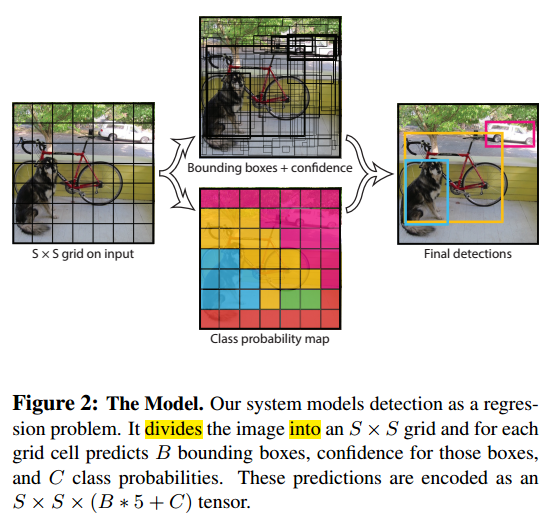 Bounding boxes + confidence
S × S grid on input
Final detections
Class probability map
Figure 2: The Model. Our system models detection as a regres-
sion problem. It divides the image into an S × S grid and for each
grid cell predicts B bounding boxes, confidence for those boxes,
and C class probabilities. These predictions are encoded as an
S × S × (B ∗ 5 + C) tensor.